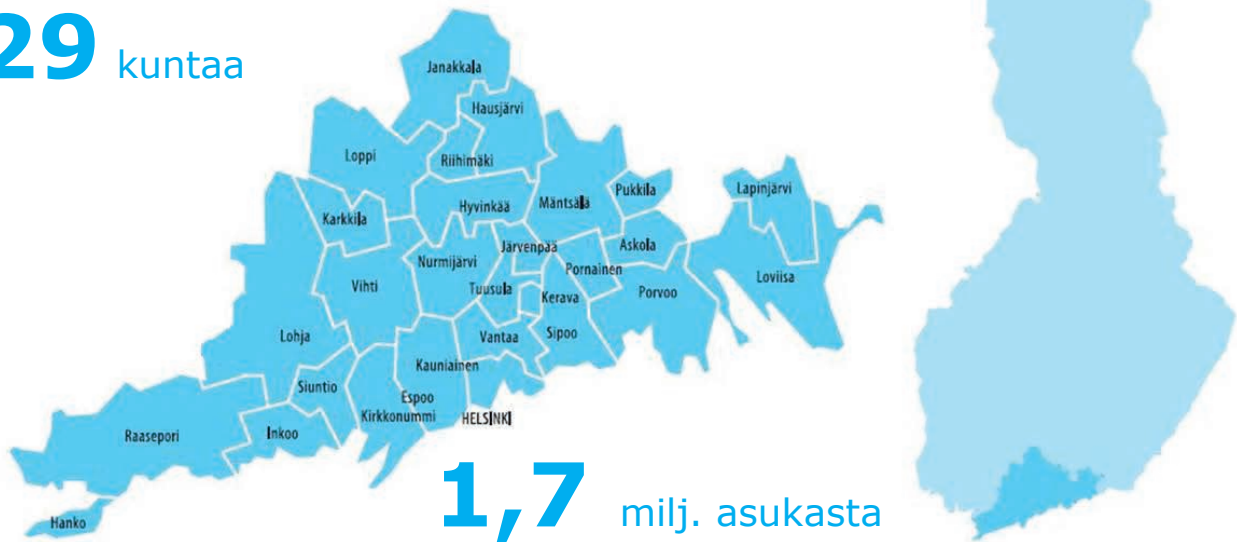 29 kuntaa
Janakkala
Hausjärvi
Loppi
Riihimäki
Pukkila
Lapinjärvi
Karkkila
Hyvinkää
Mäntsälä
Järvenpää
Askola
Nurmijärvi
Pornainen
Vihti
Tuusula
Kerava
Porvoo
Loviisa
Lohja
Vantaa
Sipoo
Kauniainen
Siuntio
Espoo
Kirkkonummi
HELSINKI
Raasepori
Inkoo
Hanko
1,7 milj. asukasta